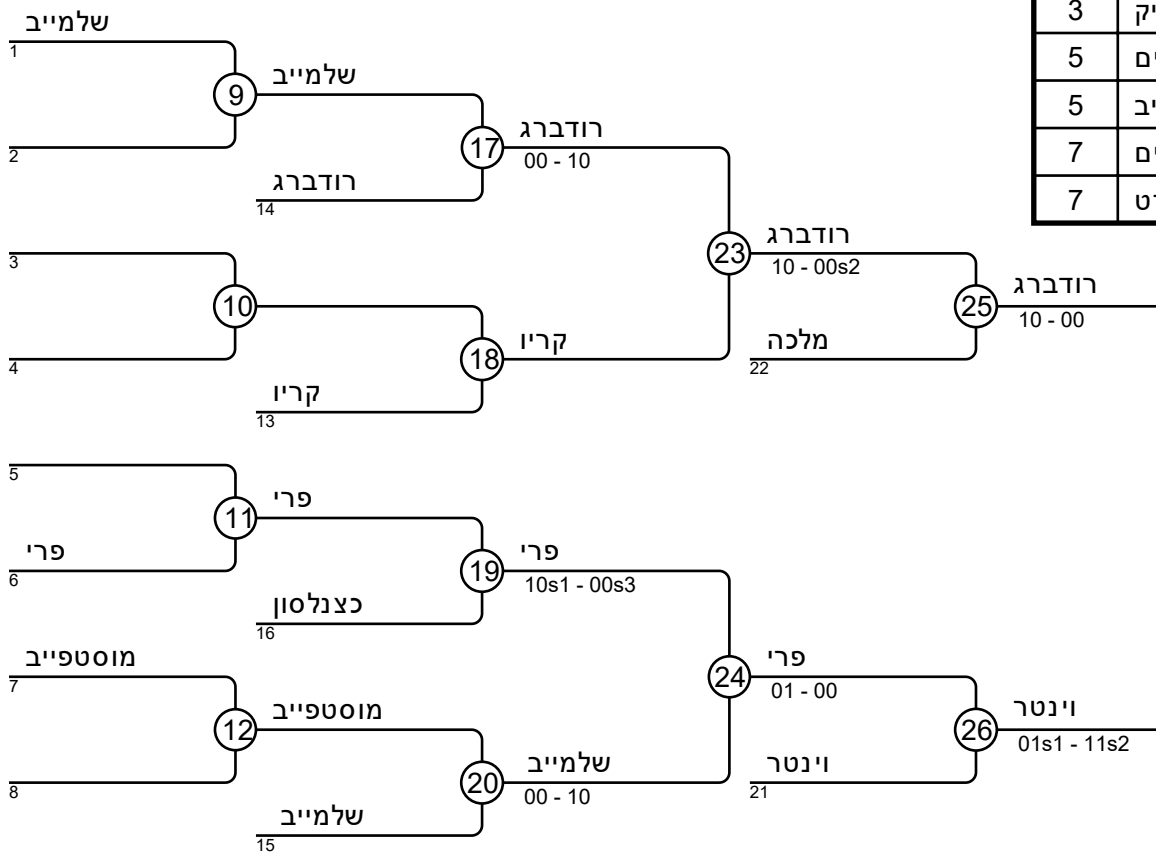 שלמייב
1
9
שלמייב
2
17
רודברג
00 - 10
רודברג
14
3
10
4
18
קריו
קריו
13
23
רודברג
10 - 00s2
25
רודברג
10 - 00
מלכה
22
5
11
פרי
פרי
6
19
פרי
10s1 - 00s3
כצנלסון
16
מוסטפייב
7
12
מוסטפייב
8
20
שלמייב
00 - 10
שלמייב
15
24
פרי
01 - 00
26
וינטר
01s1 - 11s2
וינטר
21
3
5
5
7
7